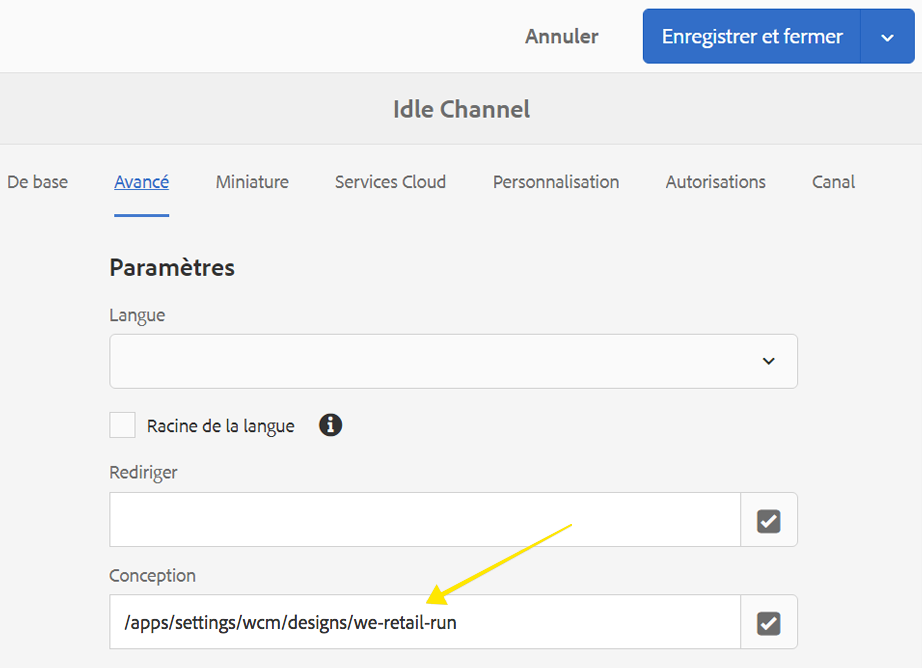 Annuler
Enregistrer et fermer
Idle Channel
De base Avancé Miniature Services Cloud Personnalisation Autorisations Canal
Paramètres
Langue
Racine de la langue
Rediriger
Conception
/apps/settings/wcm/designs/we-retail-run